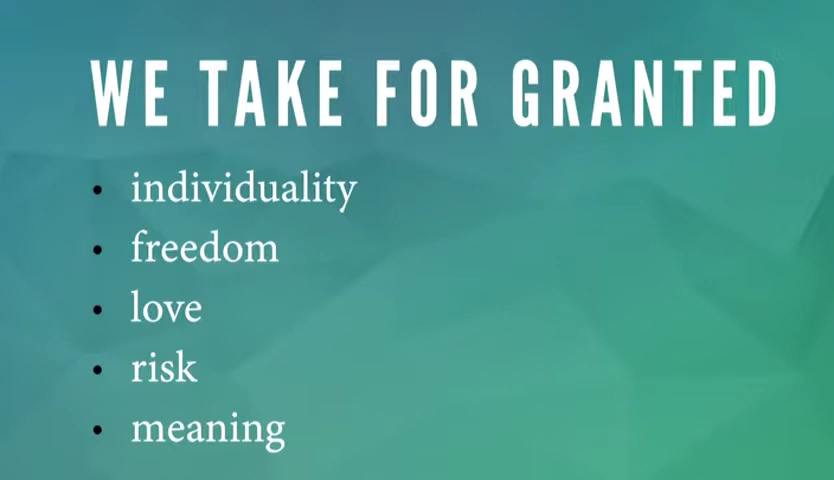 WE TAKE FOR GRANTED
• individuality
• freedom
• love
• risk
• meaning